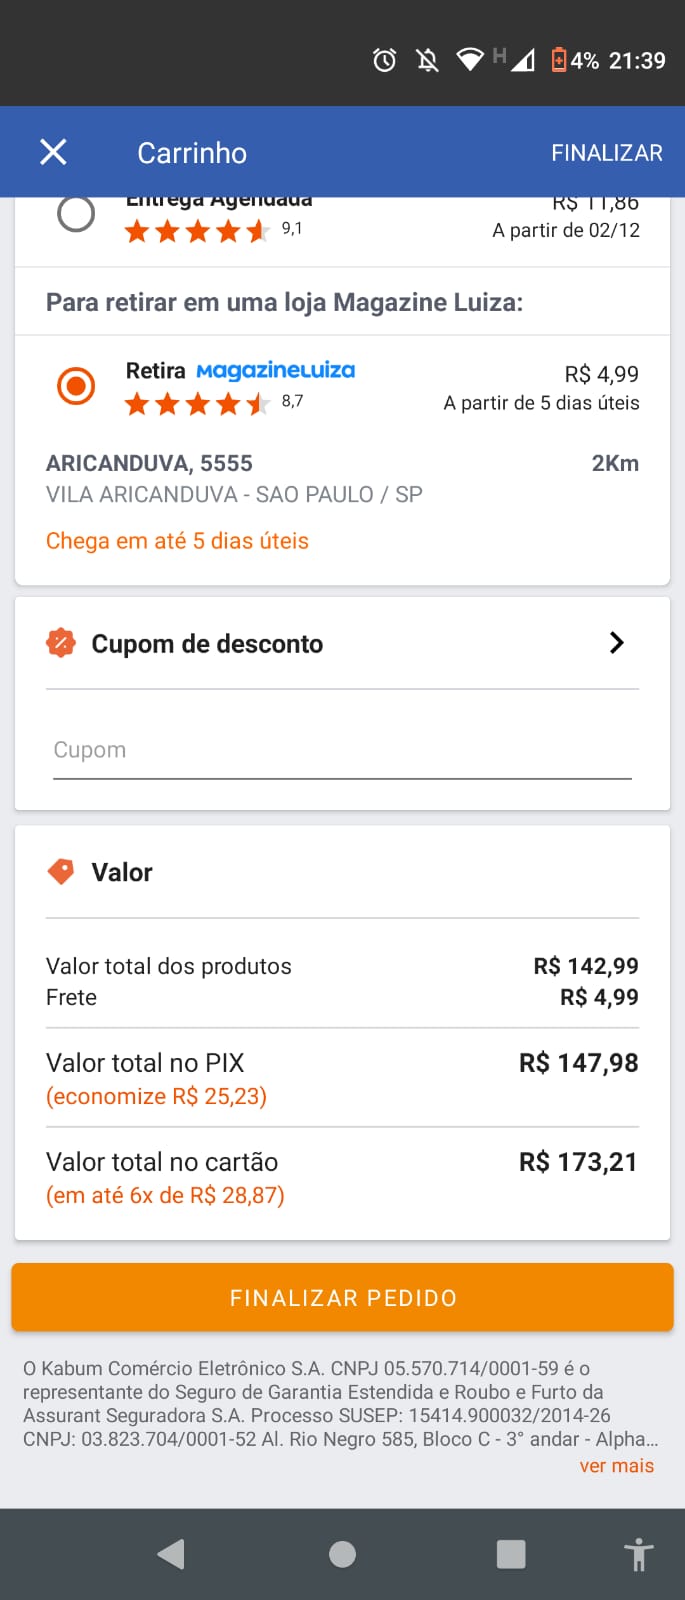 H 4% 21:39
Carrinho FINALIZAR
Entrega Agendada R$ 11,86
9,1 A partir de 02/12
Para retirar em uma loja Magazine Luiza:
Retira magazineluiza R$ 4,99
8,7 A partir de 5 dias úteis
ARICANDUVA, 5555 2Km
VILA ARICANDUVA - SAO PAULO / SP
Chega em até 5 dias úteis
Cupom de desconto
Cupom
Valor
Valor total dos produtos R$ 142,99
Frete R$ 4,99
Valor total no PIX R$ 147,98
(economize R$ 25,23)
Valor total no cartão R$ 173,21
(em até 6x de R$ 28,87)
FINALIZAR PEDIDO
O Kabum Comércio Eletrônico S.A. CNPJ 05.570.714/0001-59 é o
representante do Seguro de Garantia Estendida e Roubo e Furto da
Assurant Seguradora S.A. Processo SUSEP: 15414.900032/2014-26
CNPJ: 03.823.704/0001-52 Al. Rio Negro 585, Bloco C - 3° andar - Alpha...
ver mais